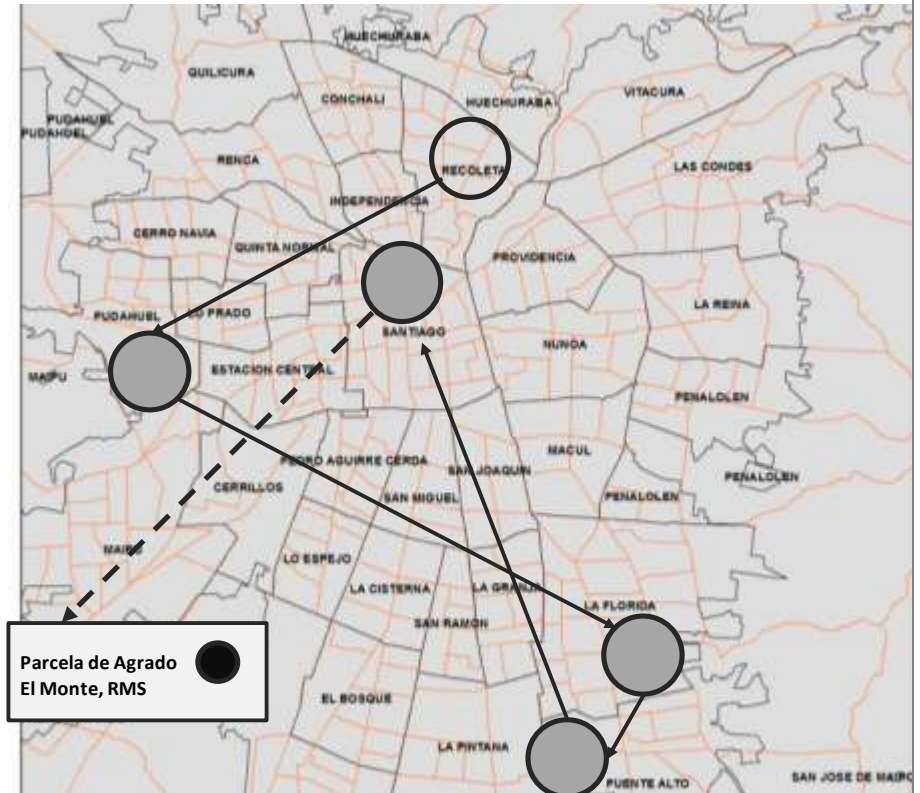 HUECHURABA
QUILICURA
CONCHALI
HUECHURABA
VITACURA
PUDAHUEL
PUDAHUEL
RENCA
RECOLETA
LAS CONDES
INDEPENDENCIA
CERRO NAVIA
QUINTA NORMAL
PROVIDENCIA
LA REINA
PUDAHUEL
LO PRADO
SANTIAGO
NUNOA
MAIPU
ESTACION CENTRAL
PENALOLEN
MACUL
PEDRO AGUIRRE CERDA
SAN JOAQUIN
PENALOLEN
CERRILLOS
SAN MIGUEL
PENALOLEN
MAIPU
LO ESPEJO
LA CISTERNA
LA GRANJA
LA FLORIDA
SAN RAMON
Parcela de Agrado
El Monte, RMS
EL BOSQUE
LA PINTANA
PUENTE ALTO
SAN JOSE DE MAIPO